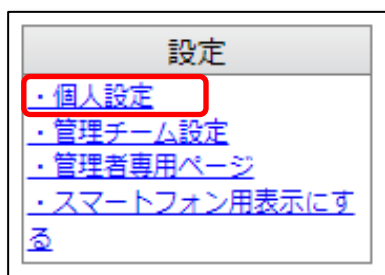 設定
・個人設定
・管理チーム設定
・管理者専用ページ
・スマートフォン用表示にす
る